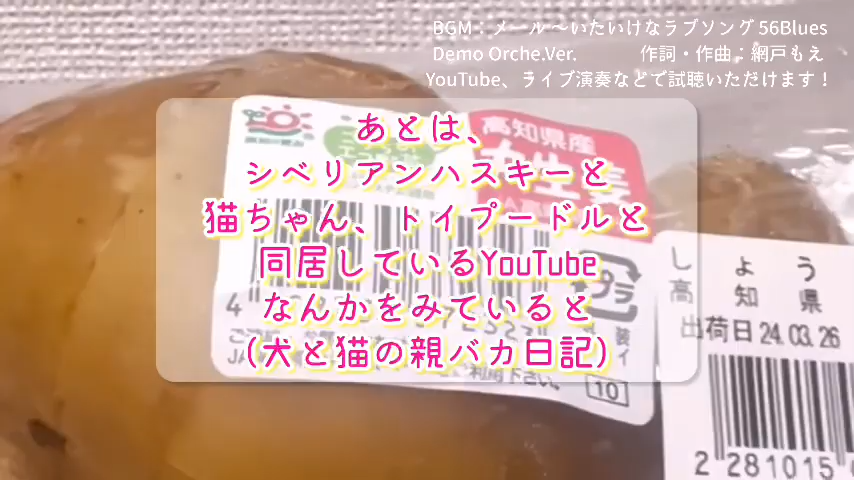 BGM：メール～いたいけなラブソング 56Blues
Demo Orche.Ver. 作詞・作曲：網戸もえ
YouTube、ライブ演奏などで試聴いただけます！
あとは、
シベリアンハスキーと
猫ちゃん、トイプードルと
同居しているYouTube
なんかをみていると
(犬と猫の親バカ日記)
高知県産
生姜
プラ
10
しょう
高知県
出荷日 24.03.26
2 281015